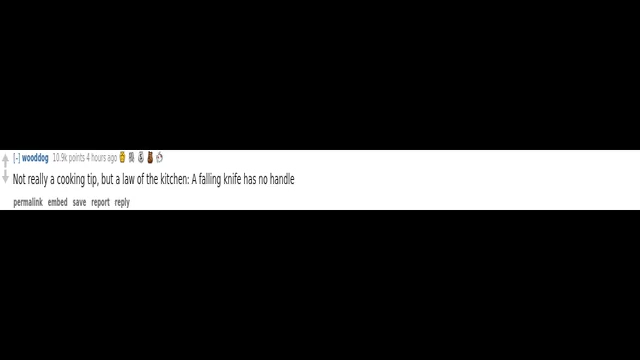 [-] wooddog 10.9k points 4 hours ago
Not really a cooking tip, but a law of the kitchen: A falling knife has no handle
permalink embed save report reply